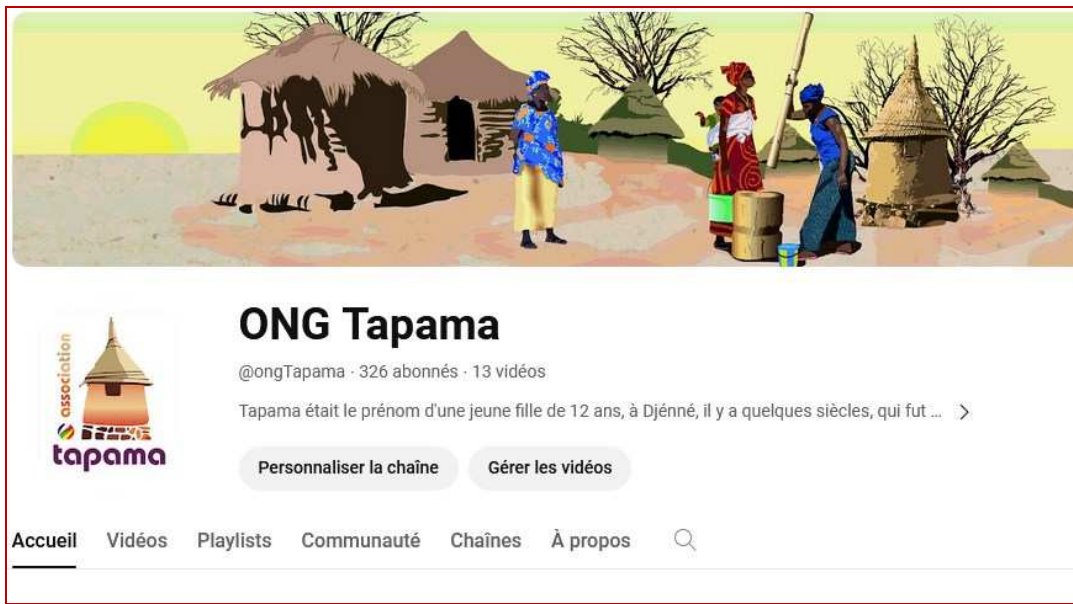 ONG Tapama
@ongTapama · 326 abonnés · 13 vidéos
Tapama était le prénom d'une jeune fille de 12 ans, à Djénné, il y a quelques siècles, qui fut ...
association
tapama
Personnaliser la chaîne Gérer les vidéos
Accueil Vidéos Playlists Communauté Chaînes À propos